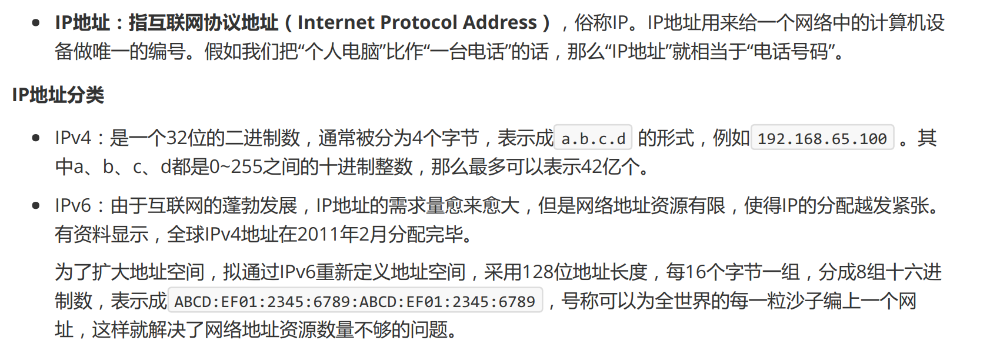 IP地址：指互联网协议地址（Internet Protocol Address），俗称IP。IP地址用来给一个网络中的计算机设
备做唯一的编号。假如我们把“个人电脑”比作“一台电话”的话，那么“IP地址”就相当于“电话号码”。
IP地址分类
IPv4：是一个32位的二进制数，通常被分为4个字节，表示成 a.b.c.d 的形式，例如 192.168.65.100 。其
中a、b、c、d都是0~255之间的十进制整数，那么最多可以表示42亿个。
IPv6：由于互联网的蓬勃发展，IP地址的需求量愈来愈大，但是网络地址资源有限，使得IP的分配越发紧张。
有资料显示，全球IPv4地址在2011年2月分配完毕。
为了扩大地址空间，拟通过IPv6重新定义地址空间，采用128位地址长度，每16个字节一组，分成8组十六进
制数，表示成 ABCD:EF01:2345:6789:ABCD:EF01:2345:6789 ，号称可以为全世界的每一粒沙子编上一个网
址，这样就解决了网络地址资源数量不够的问题。